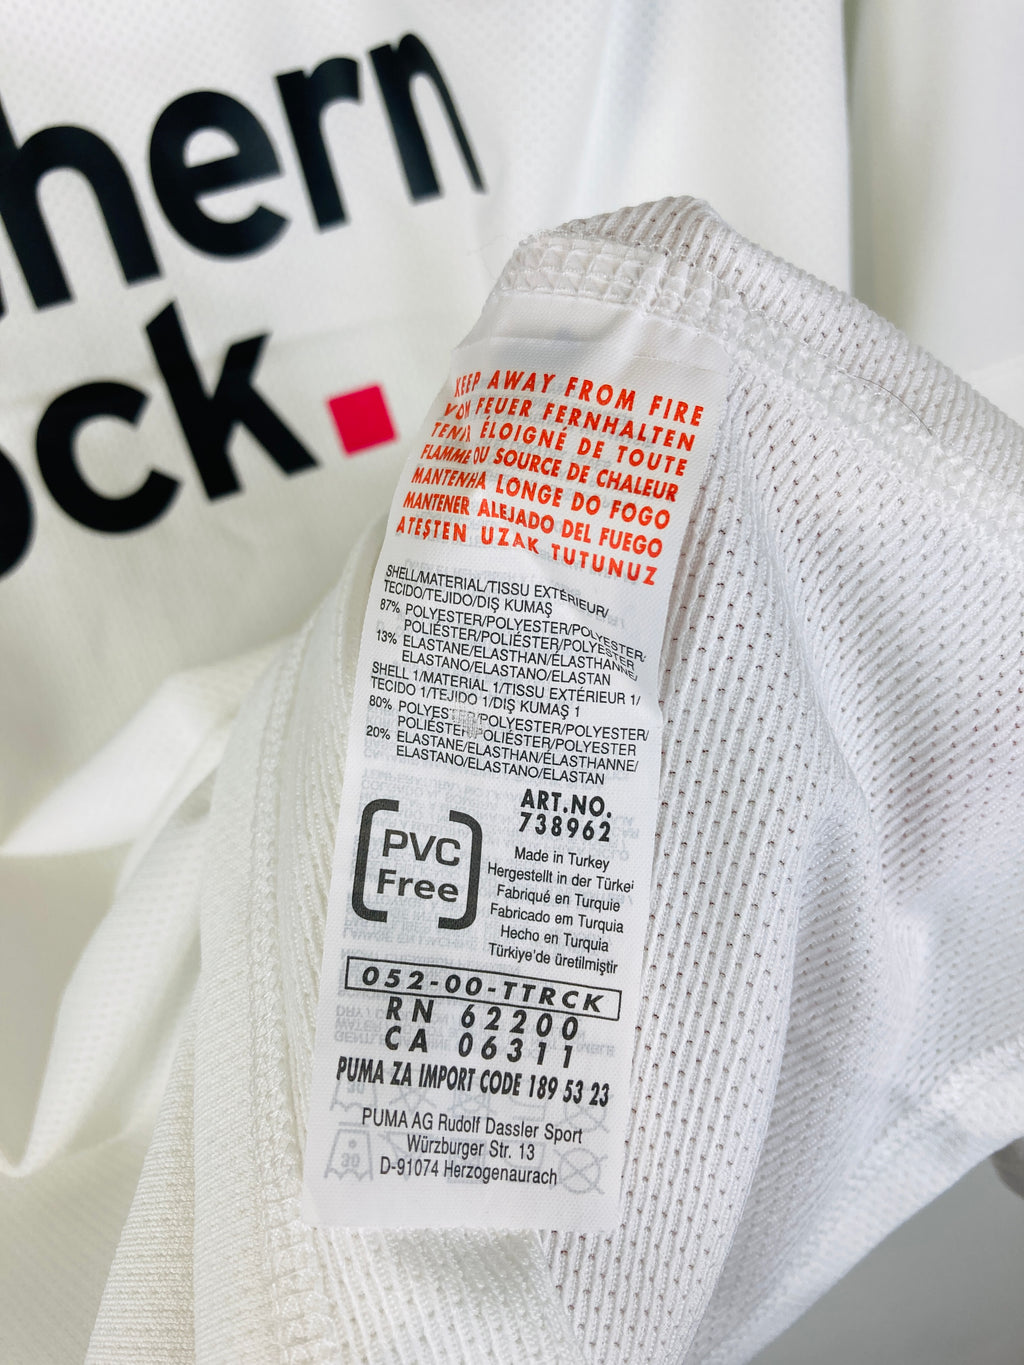 hern
ock.
KEEP AWAY FROM FIRE
VON FEUER FERNHALTEN
TENIR ÉLOIGNÉ DE TOUTE
FLAMME OU SOURCE DE CHALEUR
MANTENHA LONGE DO FOGO
MANTENER ALEJADO DEL FUEGO
ATEŞTEN UZAK TUTUNUZ
SHELL/MATERIAL/TISSU EXTÉRIEUR/
TECIDO/TEJIDO/DIŞ KUMAŞ
87% POLYESTER/POLYESTER/POLYESTER/
POLIÉSTER/POLIÉSTER/POLYESTER
13% ELASTANE/ELASTHAN/ÉLASTHANNE/
ELASTANO/ELASTANO/ELASTAN
SHELL 1/MATERIAL 1/TISSU EXTÉRIEUR 1/
TECIDO 1/TEJIDO 1/DIŞ KUMAŞ 1
80% POLYESTER/POLYESTER/POLYESTER/
POLIÉSTER/POLIÉSTER/POLYESTER
20% ELASTANE/ELASTHAN/ÉLASTHANNE/
ELASTANO/ELASTANO/ELASTAN
ART.NO.
738962
PVC
Free
Made in Turkey
Hergestellt in der Türkei
Fabriqué en Turquie
Fabricado em Turquia
Hecho en Turquia
Türkiye'de üretilmiştir
052-00-TTRCK
RN 62200
CA 06311
PUMA ZA IMPORT CODE 189 53 23
PUMA AG Rudolf Dassler Sport
Würzburger Str. 13
D-91074 Herzogenaurach